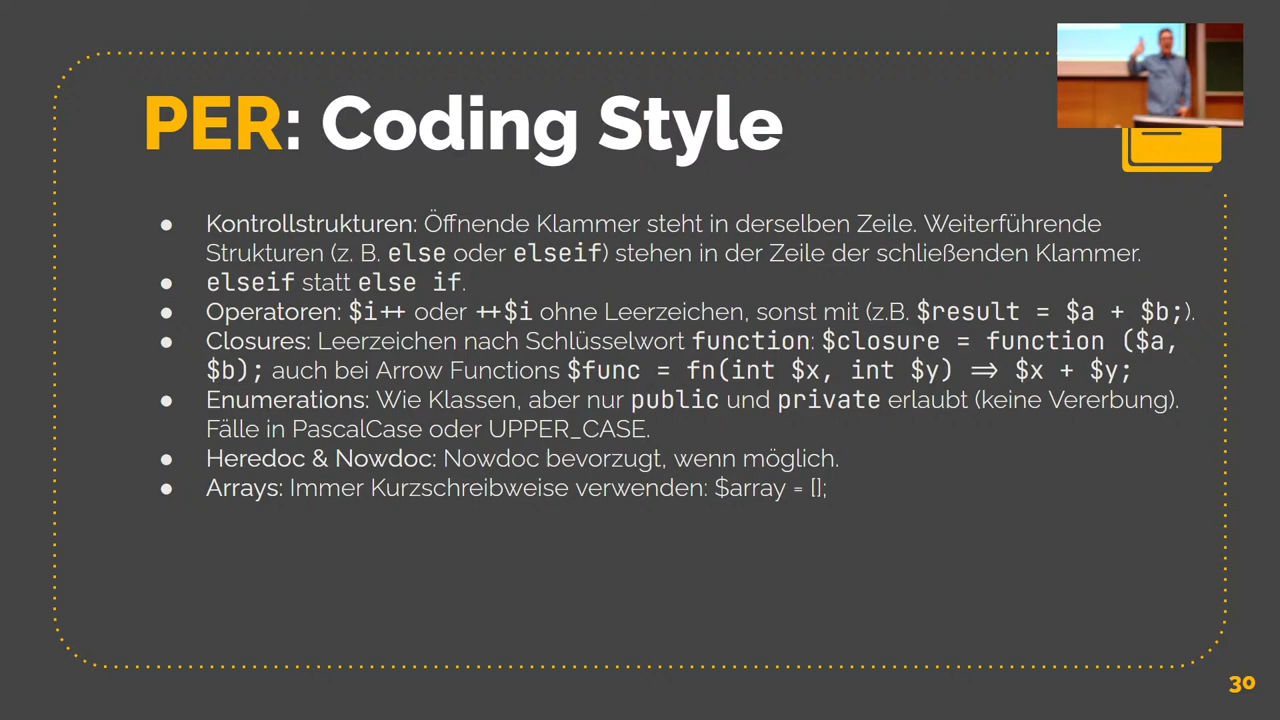 PER: Coding Style
● Kontrollstrukturen: Öffnende Klammer steht in derselben Zeile. Weiterführende
Strukturen (z. B. else oder elseif) stehen in der Zeile der schließenden Klammer.
● elseif statt else if.
● Operatoren: $i++ oder ++$i ohne Leerzeichen, sonst mit (z.B. $result = $a + $b;).
● Closures: Leerzeichen nach Schlüsselwort function: $closure = function ($a,
$b); auch bei Arrow Functions $func = fn(int $x, int $y) => $x + $y;
● Enumerations: Wie Klassen, aber nur public und private erlaubt (keine Vererbung).
Fälle in PascalCase oder UPPER_CASE.
● Heredoc & Nowdoc: Nowdoc bevorzugt, wenn möglich.
● Arrays: Immer Kurzschreibweise verwenden: $array = [];
30